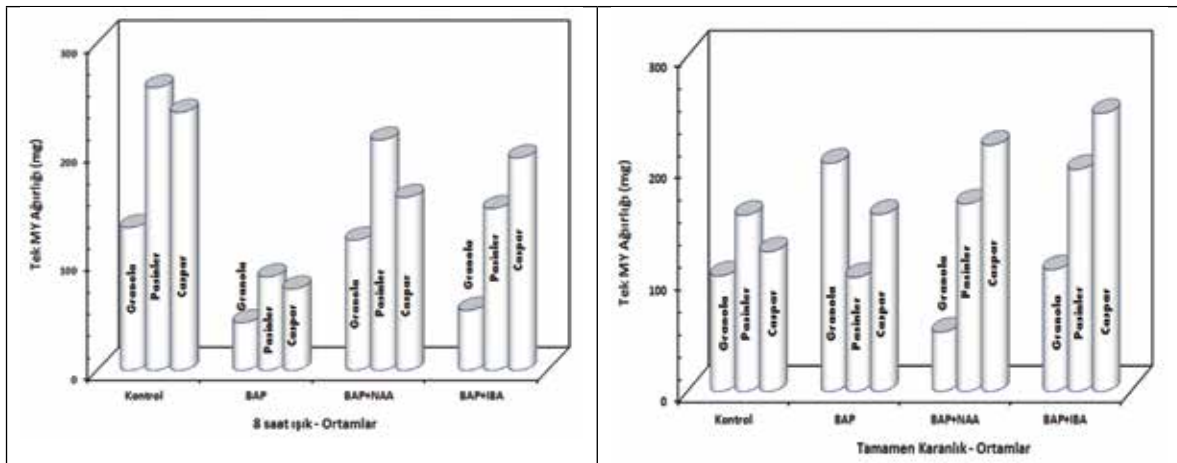 Tek MY Ağırlığı (mg)
300
200
100
0
Granola
Pasinler
Caspar
Granola
Pasinler
Caspar
Granola
Pasinler
Caspar
Granola
Pasinler
Caspar
Kontrol BAP BAP+NAA BAP+IBA
8 saat ışık - Ortamlar
Tek MY Ağırlığı (mg)
300
200
100
0
Granola
Pasinler
Caspar
Granola
Pasinler
Caspar
Granola
Pasinler
Caspar
Granola
Pasinler
Caspar
Kontrol BAP BAP+NAA BAP+IBA
Tamamen Karanlık - Ortamlar